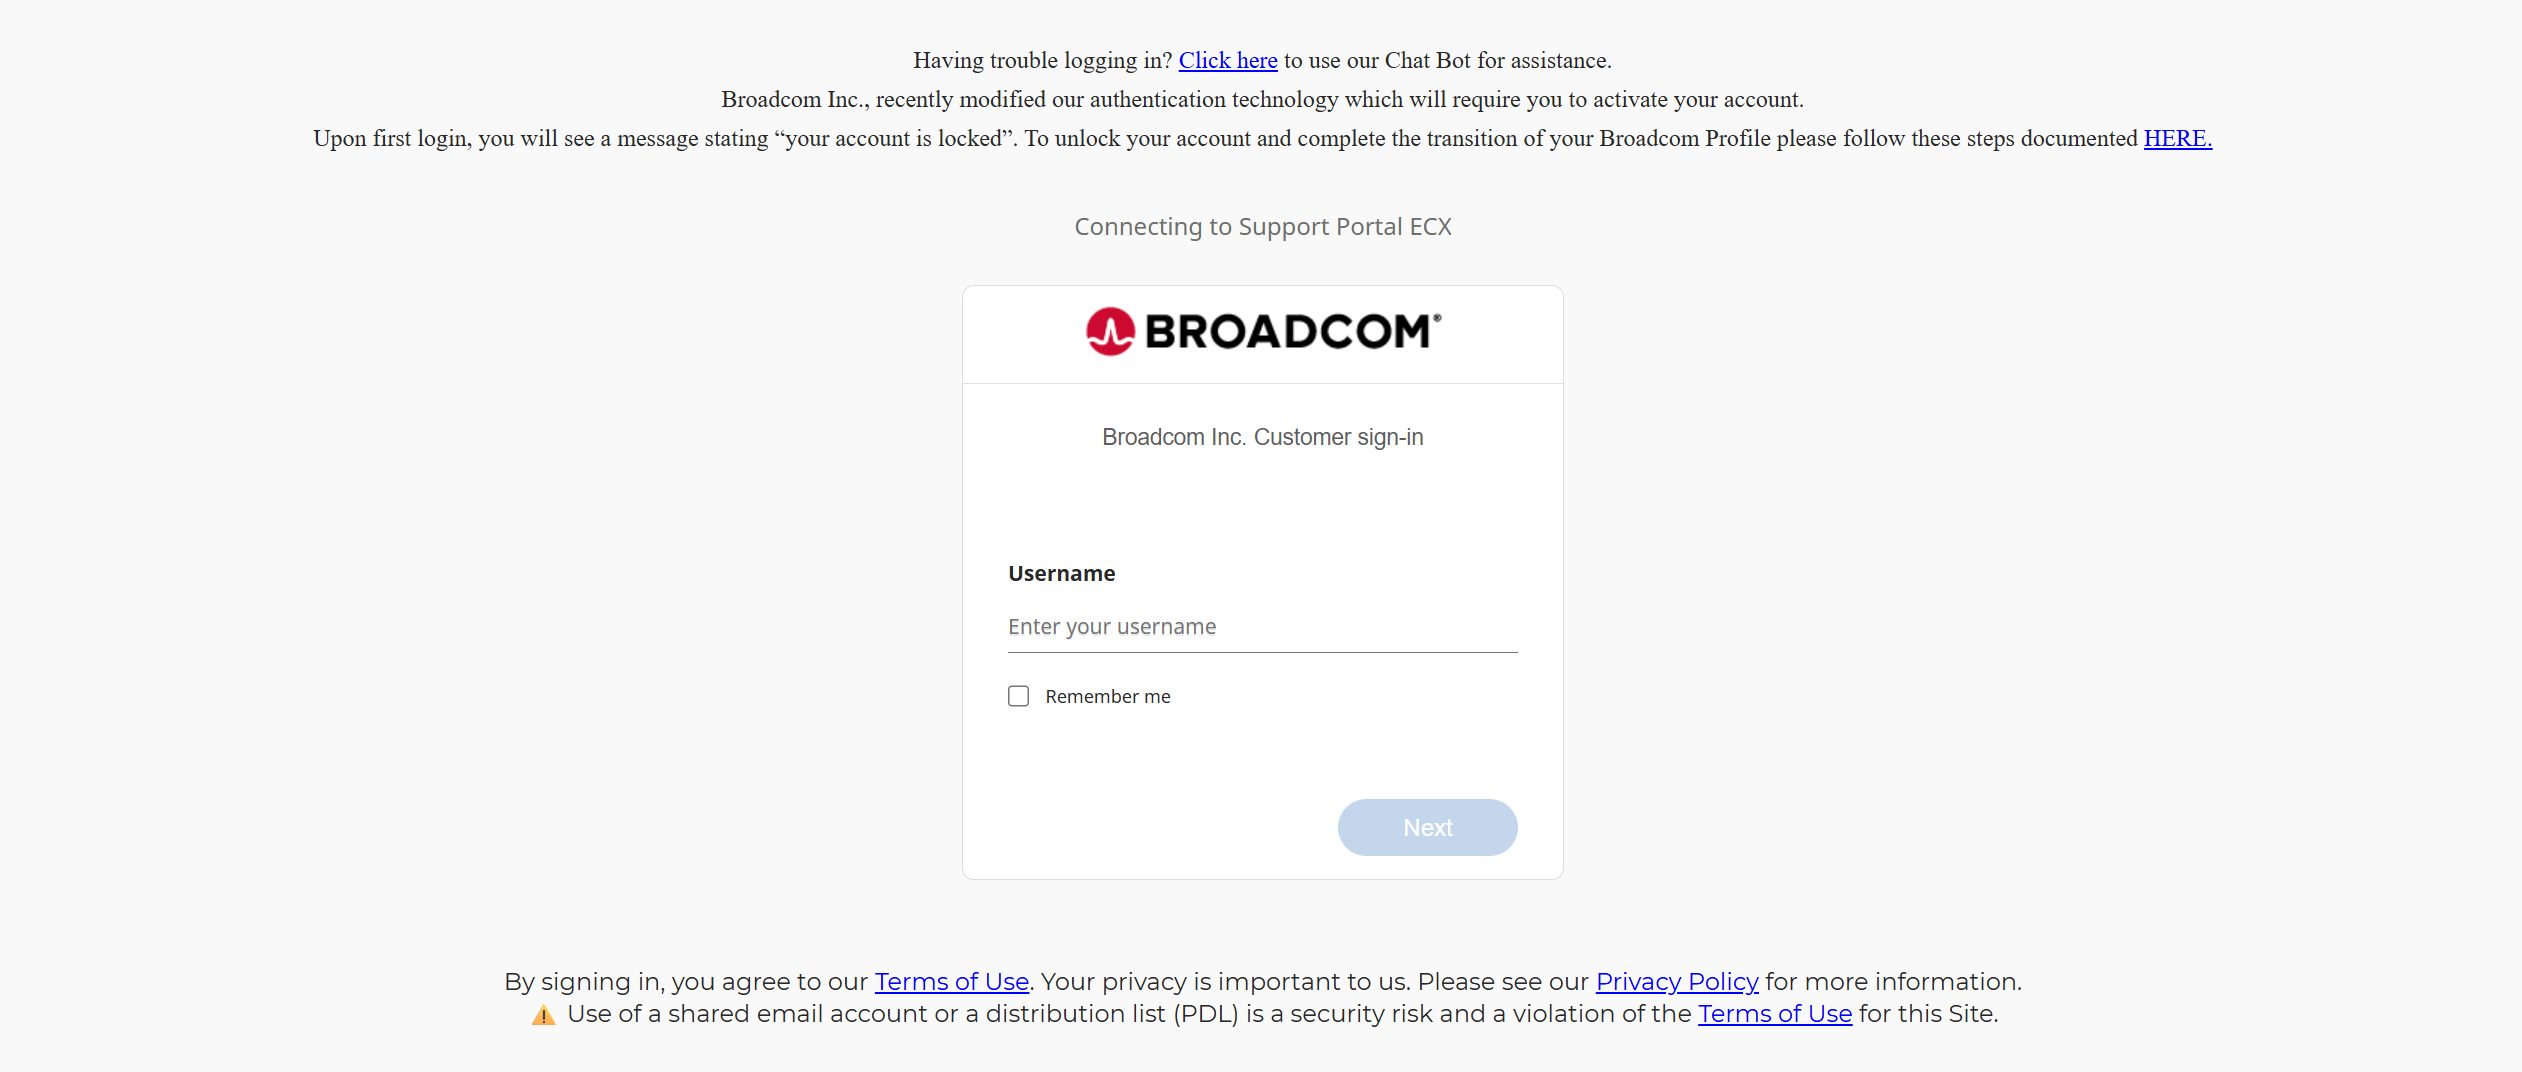 Having trouble logging in? Click here to use our Chat Bot for assistance.
Broadcom Inc., recently modified our authentication technology which will require you to activate your account.
Upon first login, you will see a message stating “your account is locked”. To unlock your account and complete the transition of your Broadcom Profile please follow these steps documented HERE.
Connecting to Support Portal ECX
BROADCOM®
Broadcom Inc. Customer sign-in
Username
Enter your username
Remember me
Next
By signing in, you agree to our Terms of Use. Your privacy is important to us. Please see our Privacy Policy for more information.
⚠ Use of a shared email account or a distribution list (PDL) is a security risk and a violation of the Terms of Use for this Site.